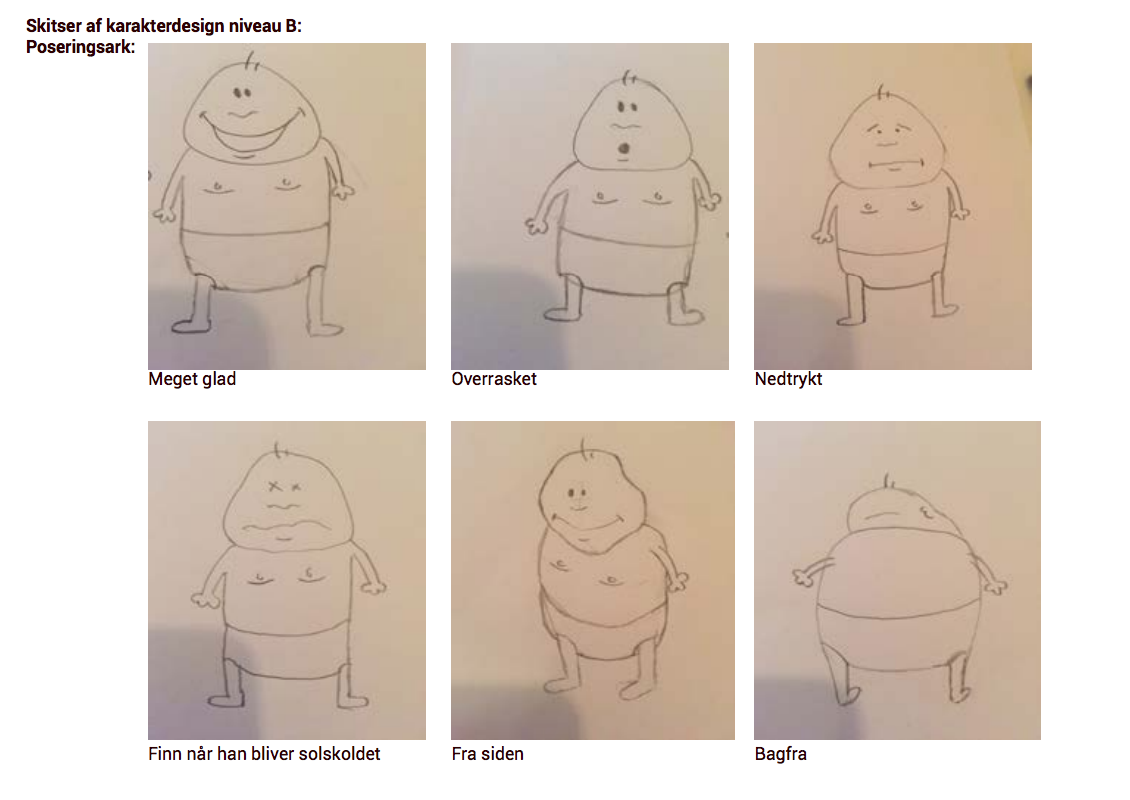 Skitser af karakterdesign niveau B:
Poseringsark:
Meget glad
Overrasket
Nedtrykt
Finn når han bliver solskoldet
Fra siden
Bagfra